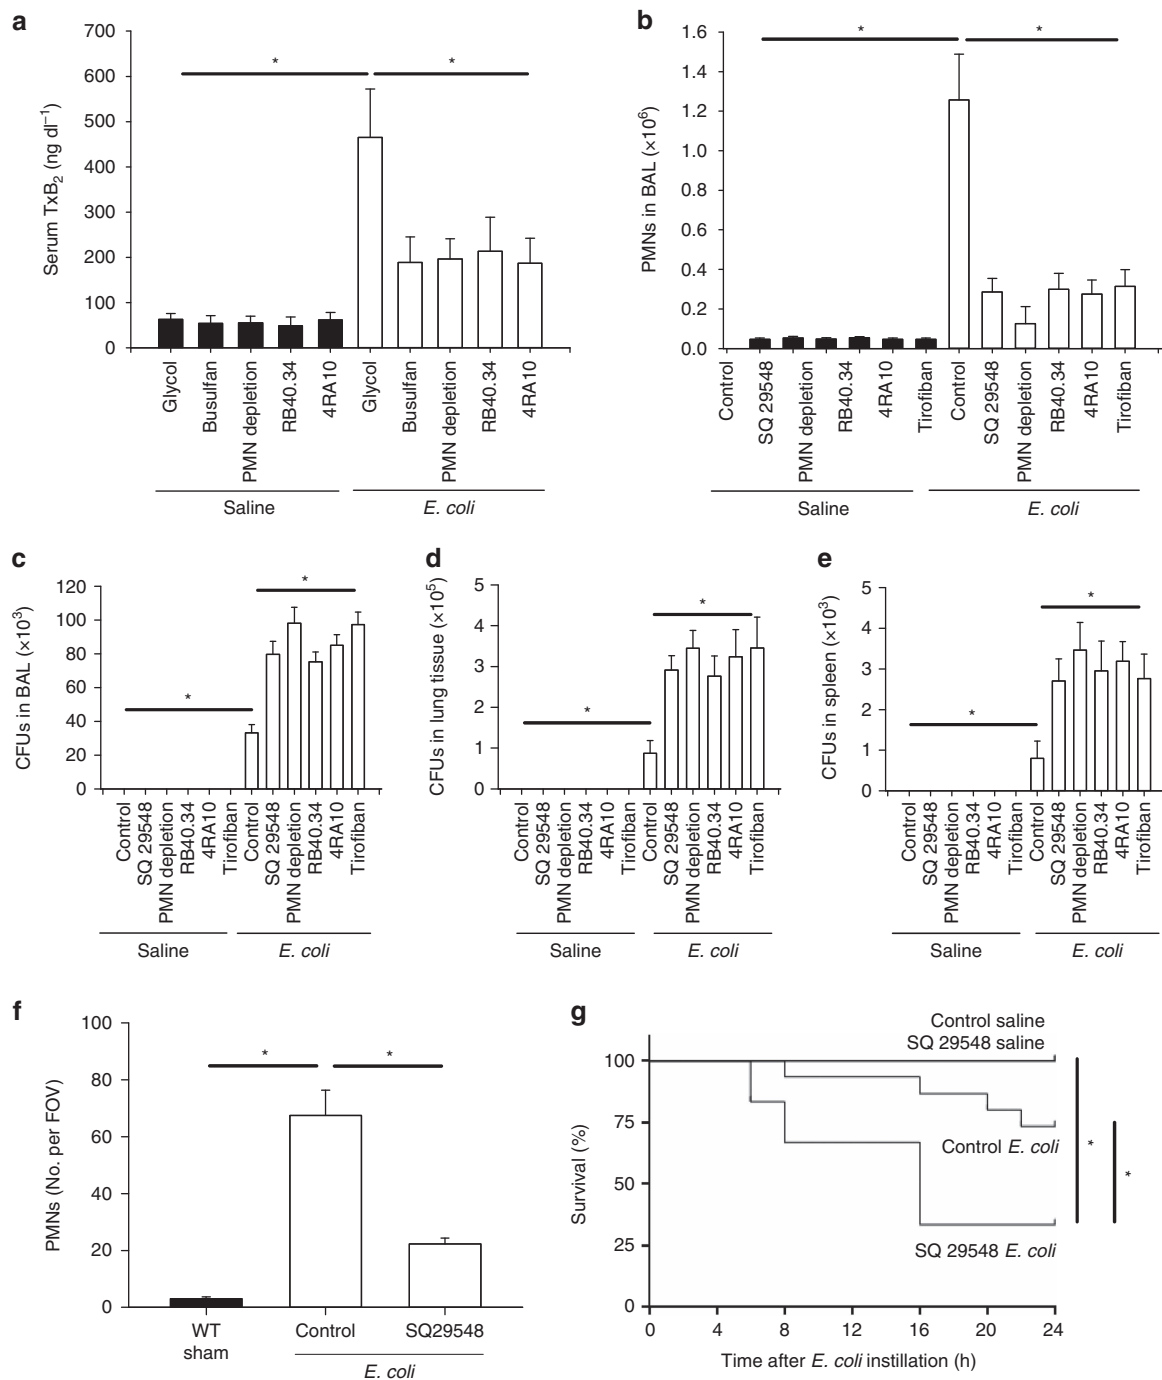 a
700
600
500
400
300
200
100
0
Serum TxB2 (ng dl−1)
*
*
Glycol
Busulfan
PMN depletion
RB40.34
4RA10
Glycol
Busulfan
PMN depletion
RB40.34
4RA10
Saline
E. coli
b
1.6
1.4
1.2
1.0
0.8
0.6
0.4
0.2
0.0
PMNs in BAL (×10⁶)
*
*
Control
SQ 29548
PMN depletion
RB40.34
4RA10
Tirofiban
Control
SQ 29548
PMN depletion
RB40.34
4RA10
Tirofiban
Saline
E. coli
c
120
100
80
60
40
20
0
CFUs in BAL (×10³)
*
*
Control
SQ 29548
PMN depletion
RB40.34
4RA10
Tirofiban
Control
SQ 29548
PMN depletion
RB40.34
4RA10
Tirofiban
Saline
E. coli
d
5
4
3
2
1
0
CFUs in lung tissue (×10⁵)
*
*
Control
SQ 29548
PMN depletion
RB40.34
4RA10
Tirofiban
Control
SQ 29548
PMN depletion
RB40.34
4RA10
Tirofiban
Saline
E. coli
e
5
4
3
2
1
0
CFUs in spleen (×10³)
*
*
Control
SQ 29548
PMN depletion
RB40.34
4RA10
Tirofiban
Control
SQ 29548
PMN depletion
RB40.34
4RA10
Tirofiban
Saline
E. coli
f
100
80
60
40
20
0
PMNs (No. per FOV)
*
*
WT
sham
Control
SQ29548
E. coli
g
Control saline
SQ 29548 saline
100
75
50
25
0
Survival (%)
Control E. coli
SQ 29548 E. coli
*
*
0 4 8 12 16 20 24
Time after E. coli instillation (h)